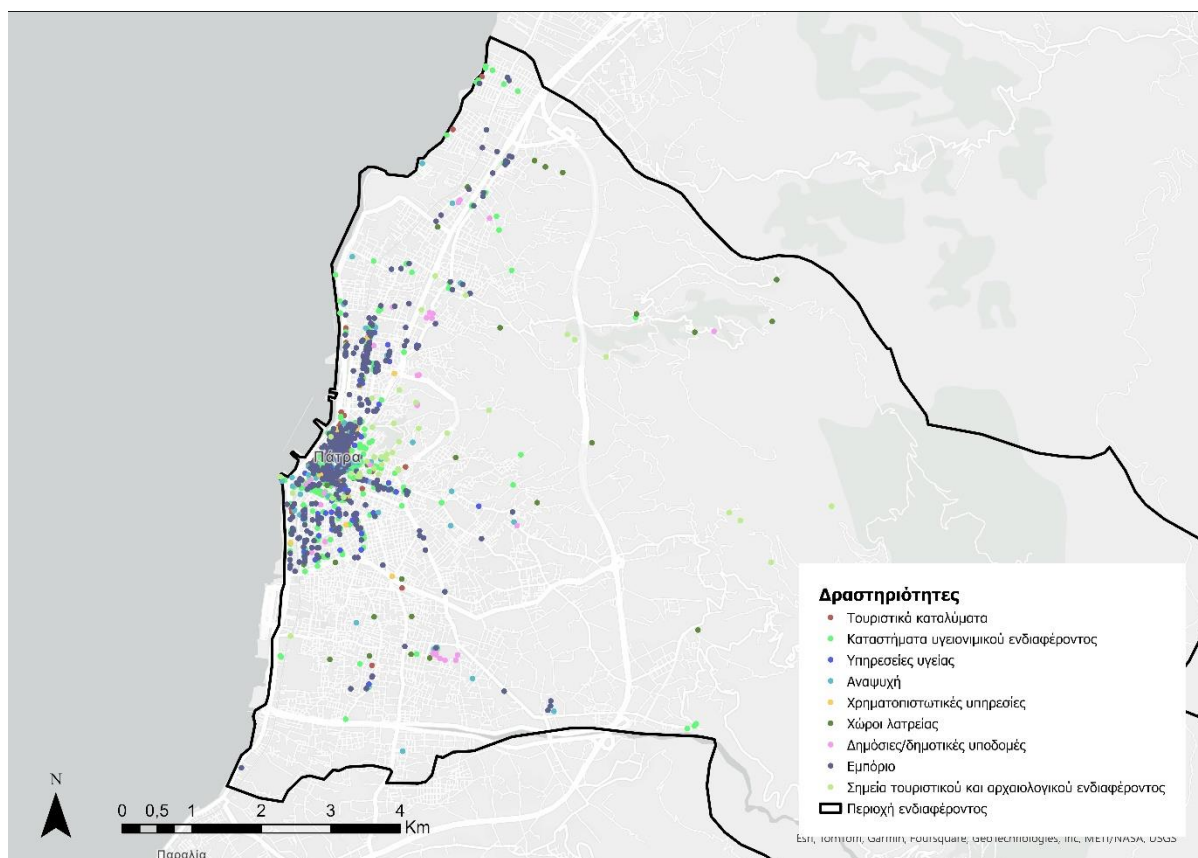 Πάτρα
Δραστηριότητες
Τουριστικά καταλύματα
Καταστήματα υγειονιμικού ενδιαφέροντος
Υπηρεσείες υγείας
Αναψυχή
Χρηματοπιστωτικές υπηρεσίες
Χώροι λατρείας
Δημόσιες/δημοτικές υποδομές
Εμπόριο
Σημεία τουριστικού και αρχαιολογικού ενδιαφέροντος
Περιοχή ενδιαφέροντος
N
0 0,5 1 2 3 4
Km
Παραλία
Esri, TomTom, Garmin, Foursquare, GeoTechnologies, Inc, METI/NASA, USGS